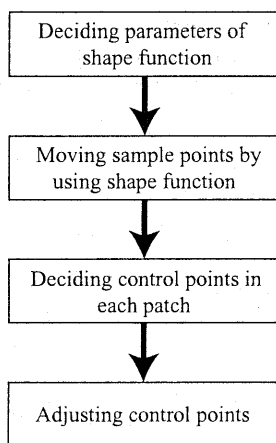 Deciding parameters of
shape function
Moving sample points by
using shape function
Deciding control points in
each patch
Adjusting control points